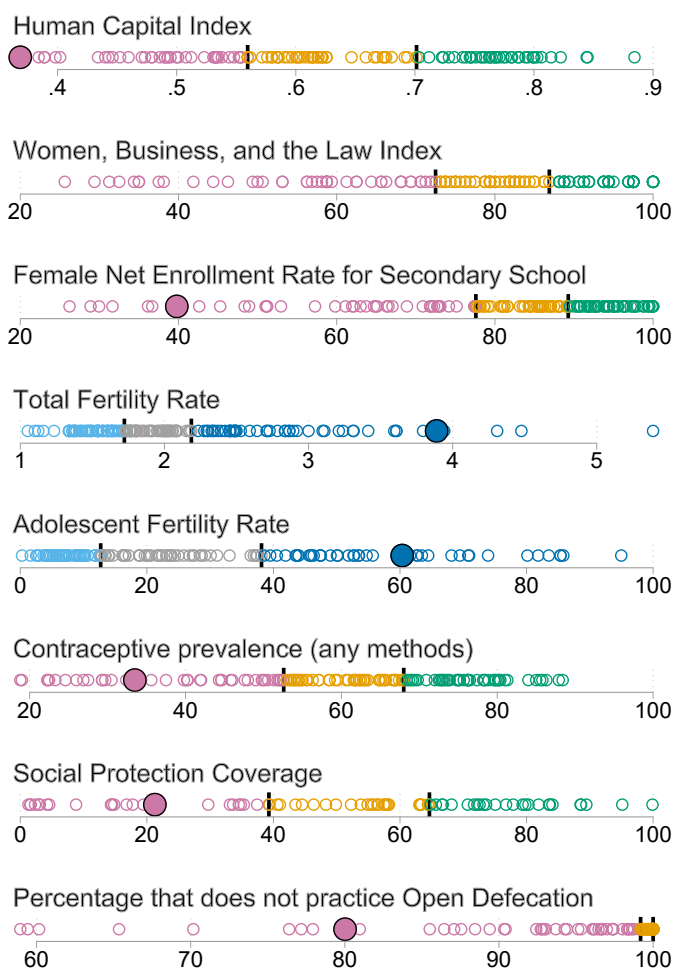 Human Capital Index
.4 .5 .6 .7 .8 .9
Women, Business, and the Law Index
20 40 60 80 100
Female Net Enrollment Rate for Secondary School
20 40 60 80 100
Total Fertility Rate
1 2 3 4 5
Adolescent Fertility Rate
0 20 40 60 80 100
Contraceptive prevalence (any methods)
20 40 60 80 100
Social Protection Coverage
0 20 40 60 80 100
Percentage that does not practice Open Defecation
60 70 80 90 100